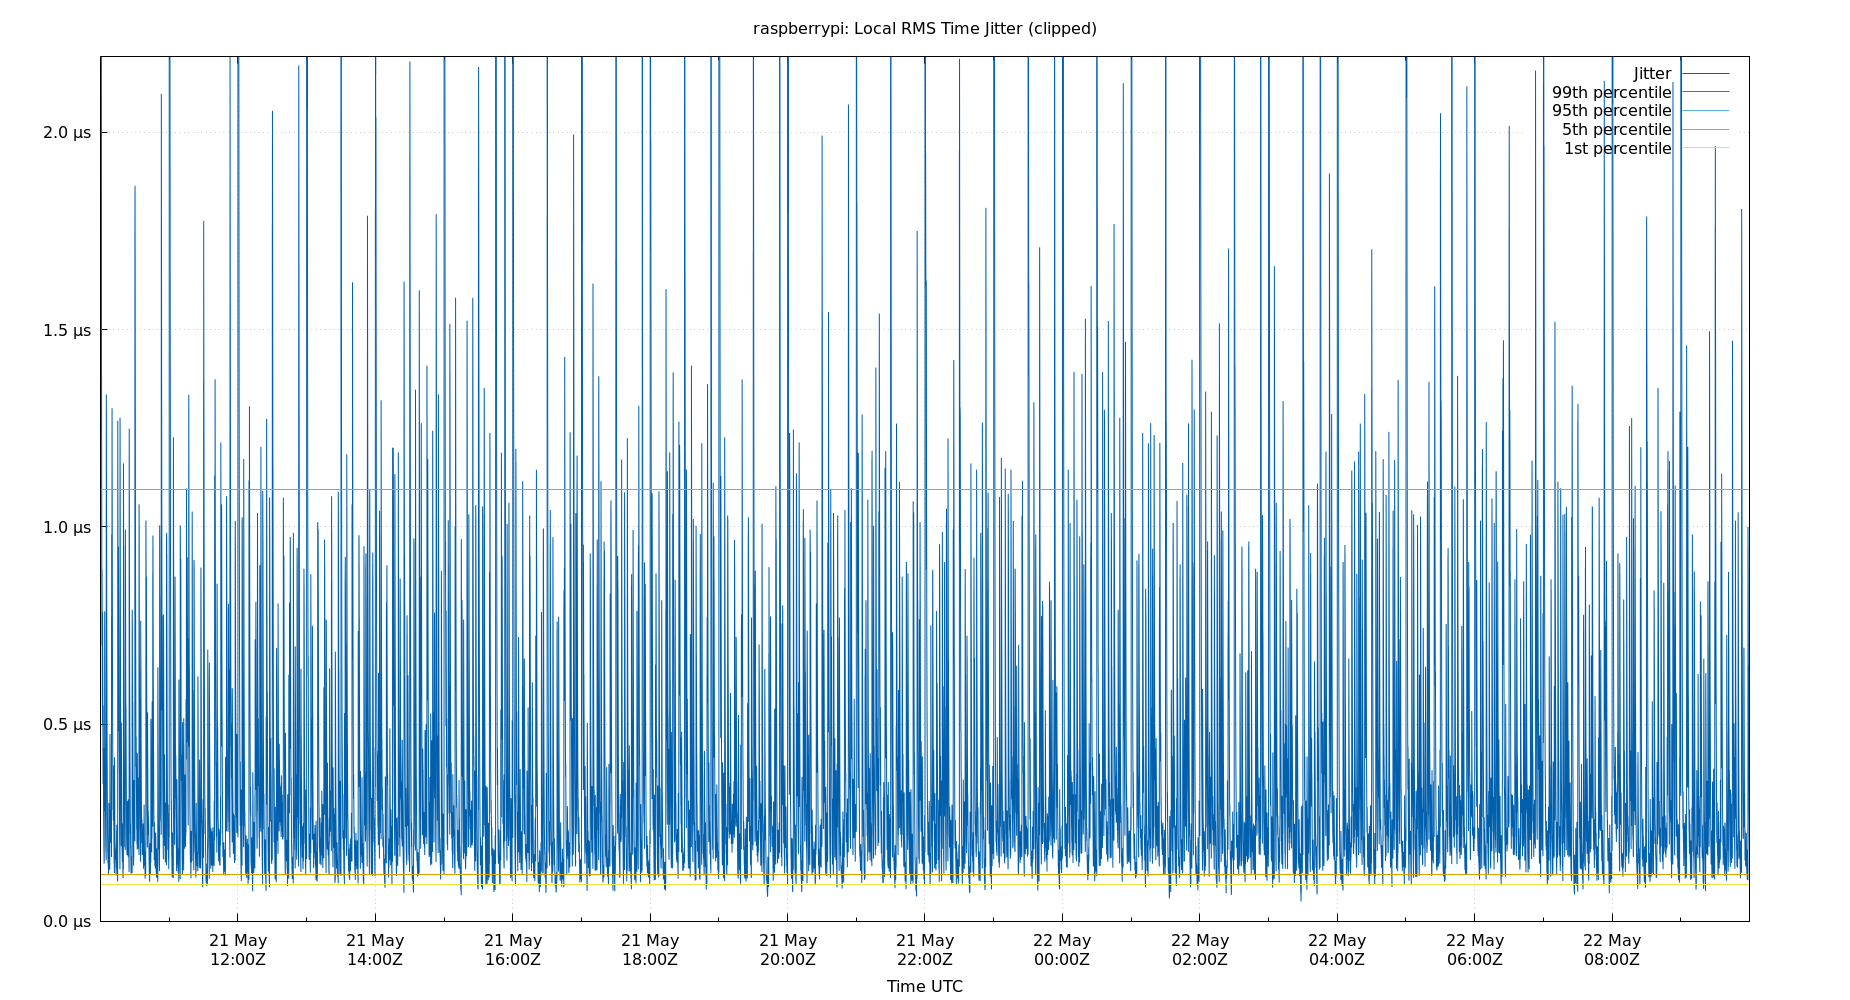 raspberrypi: Local RMS Time Jitter (clipped)
Jitter
99th percentile
95th percentile
5th percentile
1st percentile
2.0 µs
1.5 µs
1.0 µs
0.5 µs
0.0 µs
21 May 21 May 21 May 21 May 21 May 21 May 22 May 22 May 22 May 22 May 22 May
12:00Z 14:00Z 16:00Z 18:00Z 20:00Z 22:00Z 00:00Z 02:00Z 04:00Z 06:00Z 08:00Z
Time UTC